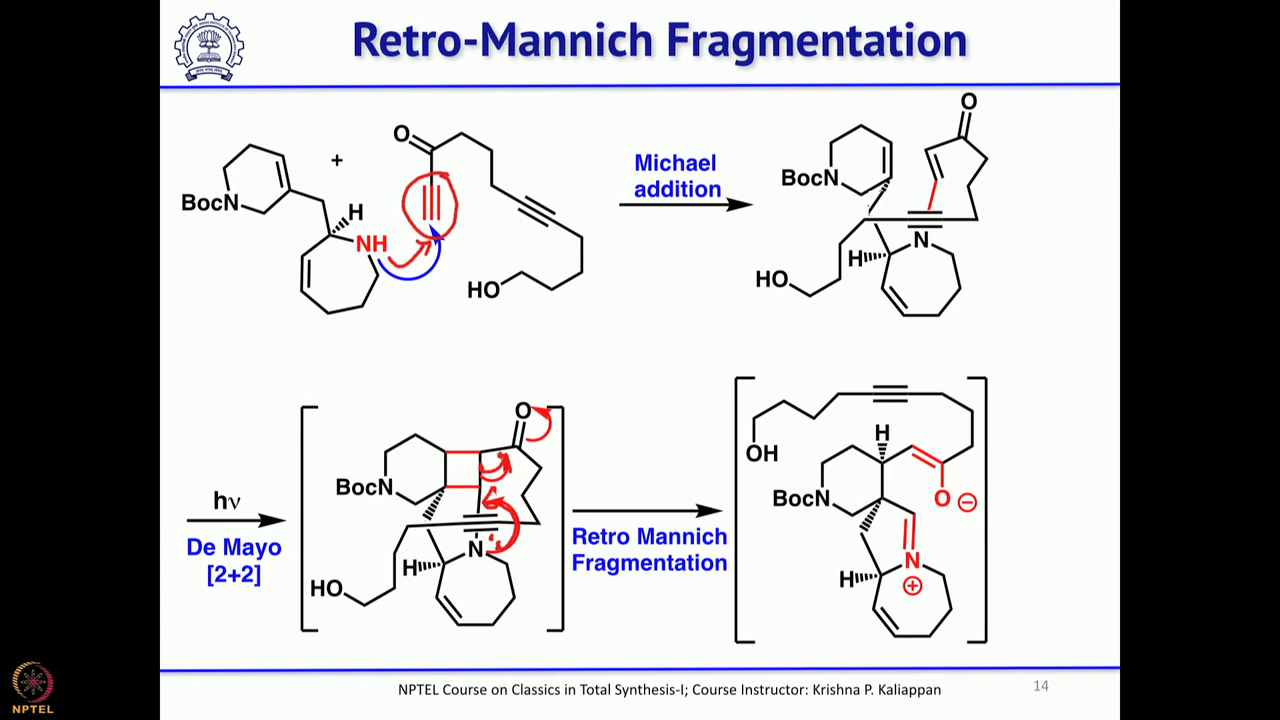 Retro-Mannich Fragmentation
O
+
BocN
H
NH
HO
Michael
addition
O
BocN
N
H
HO
hν
De Mayo
[2+2]
O
BocN
N
H
HO
Retro Mannich
Fragmentation
OH
H
BocN
O ⊖
N
H
⊕
NPTEL
NPTEL Course on Classics in Total Synthesis-I; Course Instructor: Krishna P. Kaliappan
14